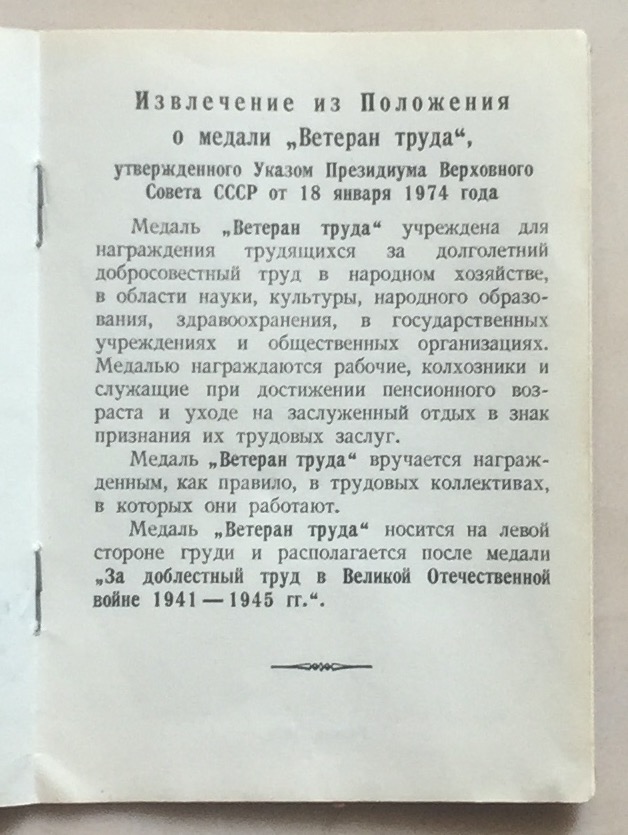 Извлечение из Положения
о медали „Ветеран труда“,
утвержденного Указом Президиума Верховного
Совета СССР от 18 января 1974 года
Медаль „Ветеран труда“ учреждена для
награждения трудящихся за долголетний
добросовестный труд в народном хозяйстве,
в области науки, культуры, народного образо-
вания, здравоохранения, в государственных
учреждениях и общественных организациях.
Медалью награждаются рабочие, колхозники и
служащие при достижении пенсионного воз-
раста и уходе на заслуженный отдых в знак
признания их трудовых заслуг.
Медаль „Ветеран труда“ вручается награж-
денным, как правило, в трудовых коллективах,
в которых они работают.
Медаль „Ветеран труда“ носится на левой
стороне груди и располагается после медали
„За доблестный труд в Великой Отечественной
войне 1941 — 1945 гг.“.